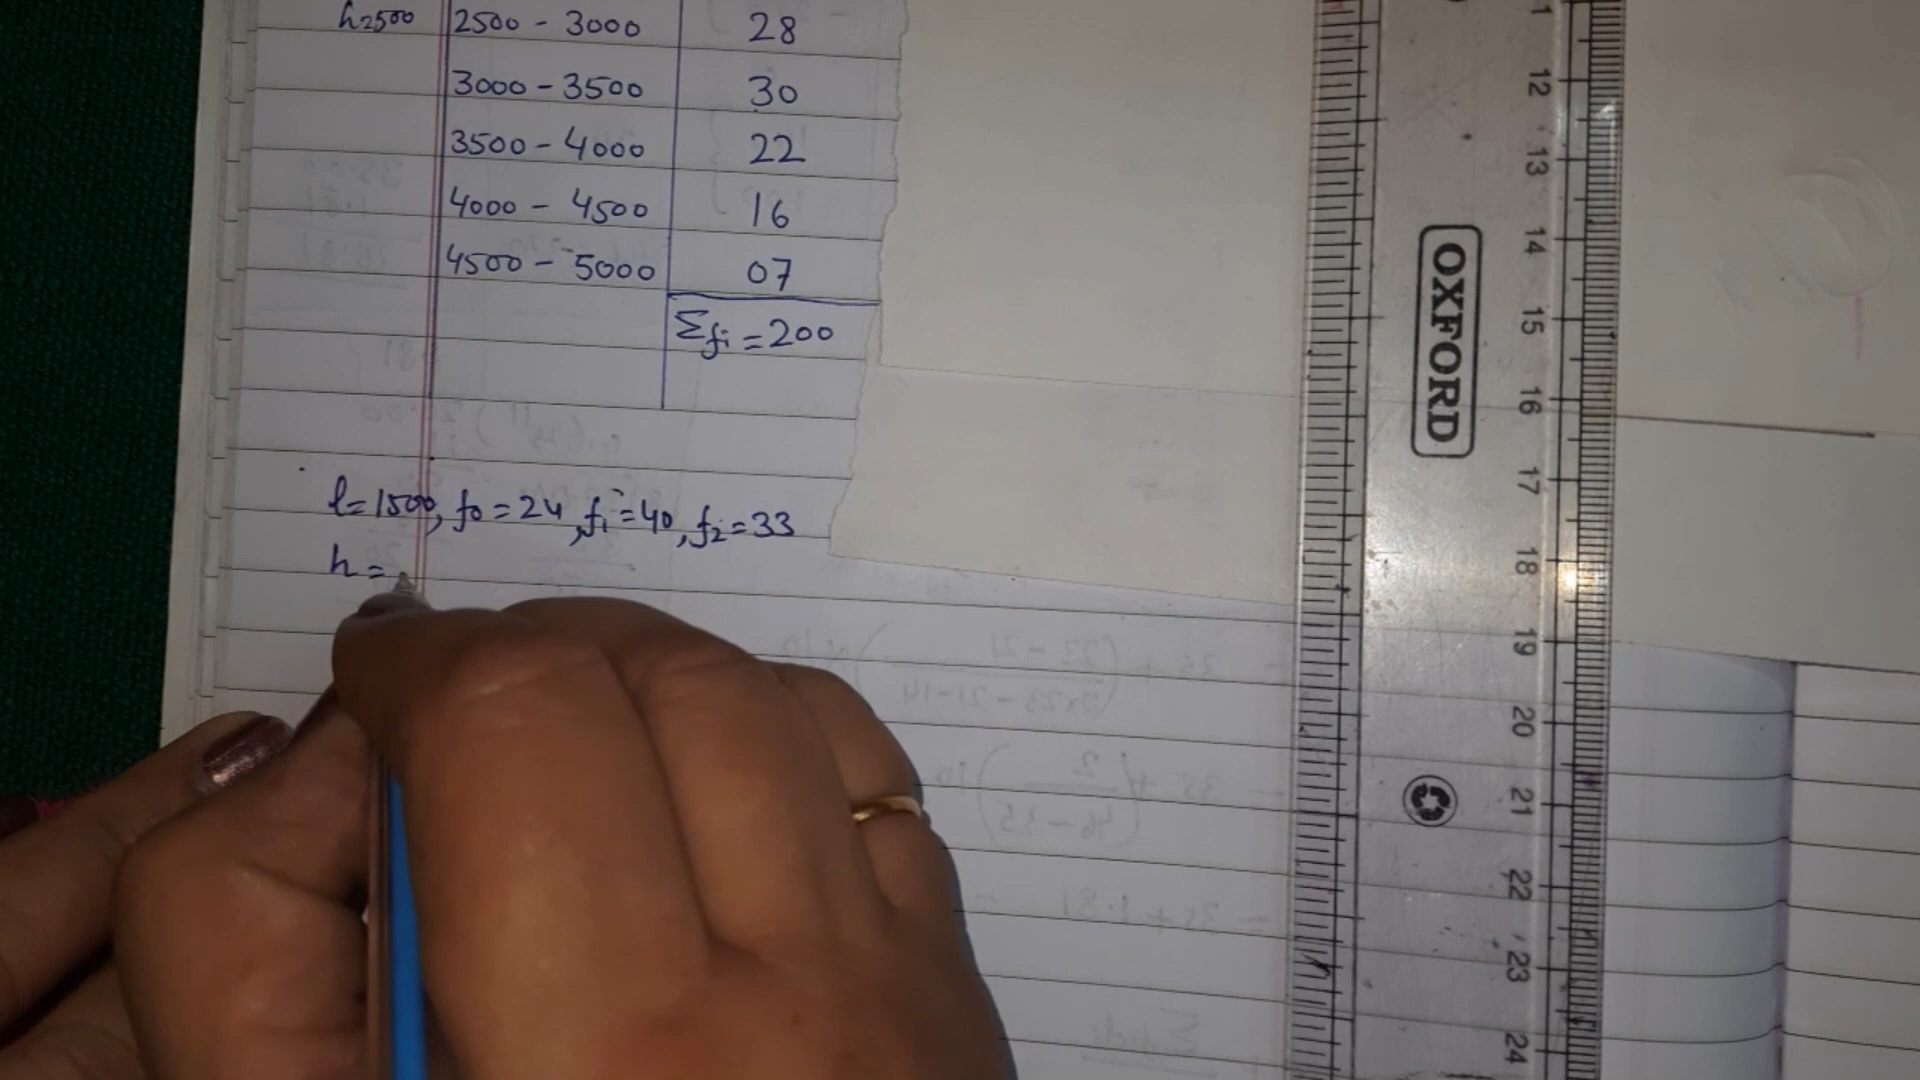 h=500 2500 - 3000 28
3000 - 3500 30
3500 - 4000 22
4000 - 4500 16
4500 - 5000 07
Σfi = 200
l=1500, f0 = 24, f1 = 40, f2 = 33
h =
OXFORD
11
12
13
14
15
16
17
18
19
20
21
22
23
24